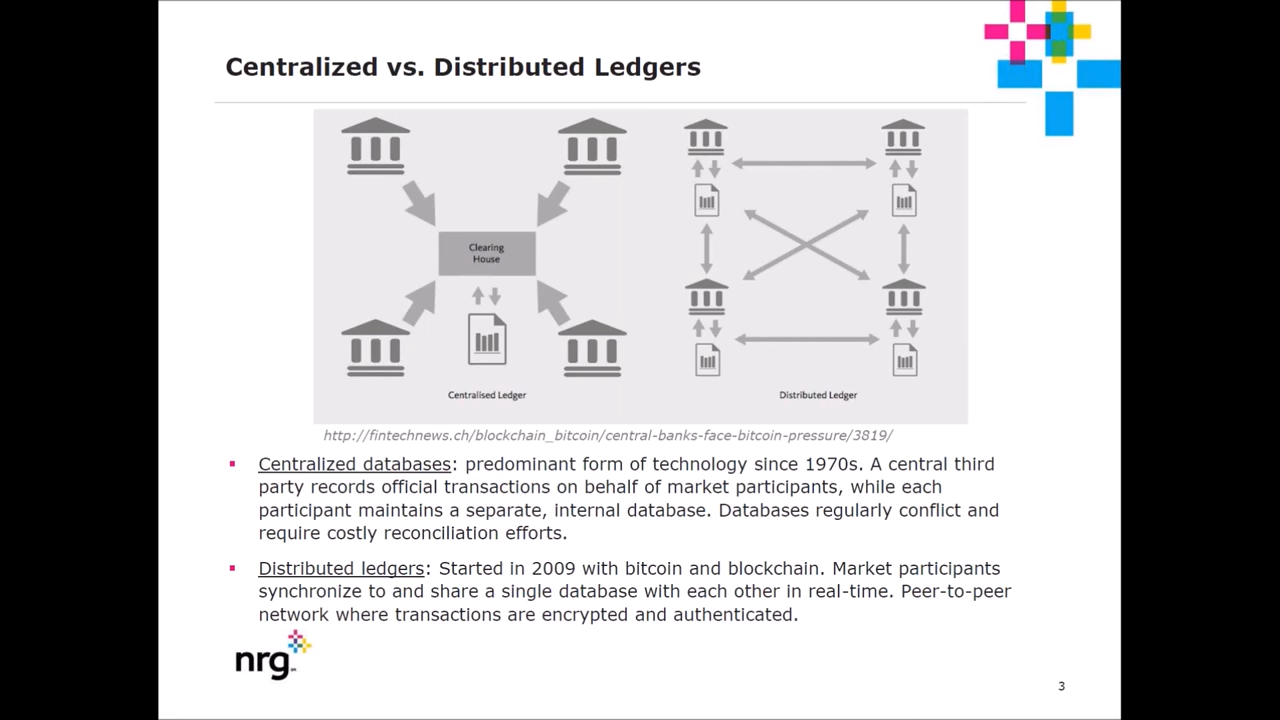 Centralized vs. Distributed Ledgers
Clearing
House
Centralised Ledger
Distributed Ledger
http://fintechnews.ch/blockchain_bitcoin/central-banks-face-bitcoin-pressure/3819/
▪ Centralized databases: predominant form of technology since 1970s. A central third
party records official transactions on behalf of market participants, while each
participant maintains a separate, internal database. Databases regularly conflict and
require costly reconciliation efforts.
▪ Distributed ledgers: Started in 2009 with bitcoin and blockchain. Market participants
synchronize to and share a single database with each other in real-time. Peer-to-peer
network where transactions are encrypted and authenticated.
nrg
3